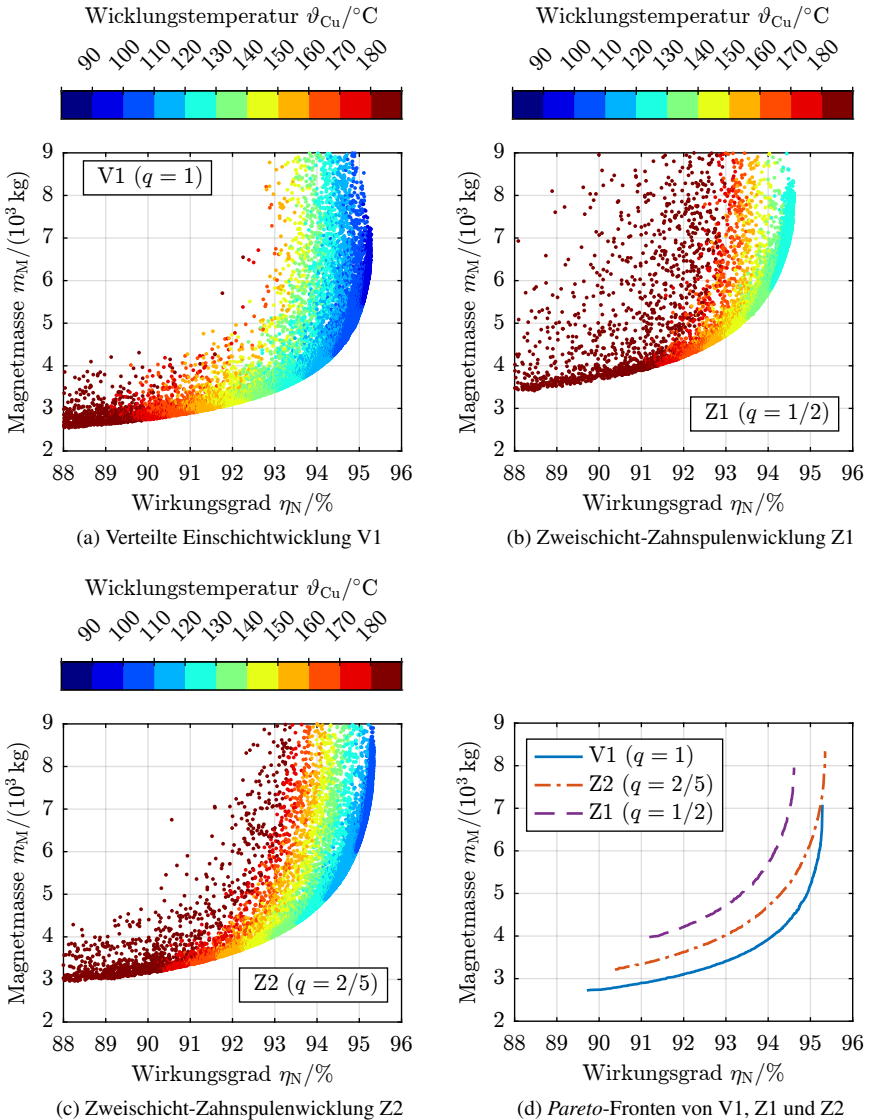 Wicklungstemperatur ϑCu/°C
90 100 110 120 130 140 150 160 170 180
Magnetmasse mM/(10³ kg)
9
8
7
6
5
4
3
2
V1 (q = 1)
88 89 90 91 92 93 94 95 96
Wirkungsgrad ηN/%
(a) Verteilte Einschichtwicklung V1
Wicklungstemperatur ϑCu/°C
90 100 110 120 130 140 150 160 170 180
Magnetmasse mM/(10³ kg)
9
8
7
6
5
4
3
2
Z1 (q = 1/2)
88 89 90 91 92 93 94 95 96
Wirkungsgrad ηN/%
(b) Zweischicht-Zahnspulenwicklung Z1
Wicklungstemperatur ϑCu/°C
90 100 110 120 130 140 150 160 170 180
Magnetmasse mM/(10³ kg)
9
8
7
6
5
4
3
2
Z2 (q = 2/5)
88 89 90 91 92 93 94 95 96
Wirkungsgrad ηN/%
(c) Zweischicht-Zahnspulenwicklung Z2
Magnetmasse mM/(10³ kg)
9
8
7
6
5
4
3
2
V1 (q = 1)
Z2 (q = 2/5)
Z1 (q = 1/2)
88 89 90 91 92 93 94 95 96
Wirkungsgrad ηN/%
(d) Pareto-Fronten von V1, Z1 und Z2